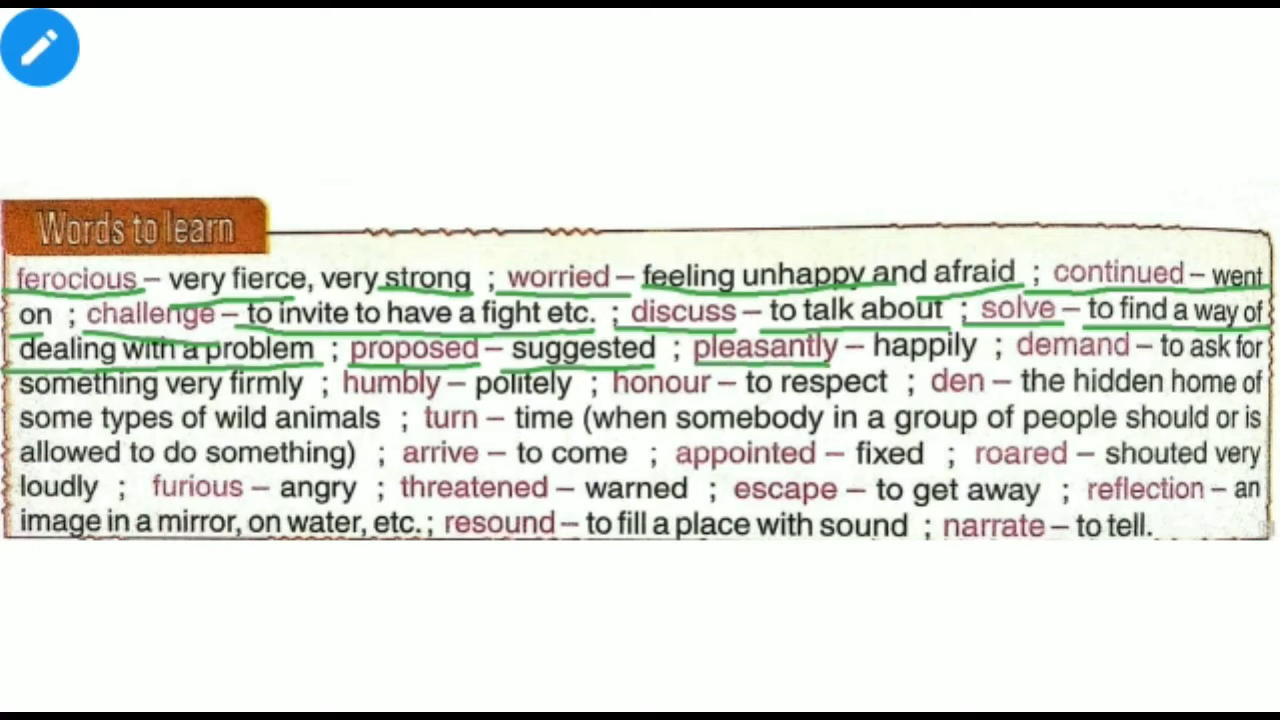 Words to learn
ferocious – very fierce, very strong ; worried – feeling unhappy and afraid ; continued – went
on ; challenge – to invite to have a fight etc. ; discuss – to talk about ; solve – to find a way of
dealing with a problem ; proposed – suggested ; pleasantly – happily ; demand – to ask for
something very firmly ; humbly – politely ; honour – to respect ; den – the hidden home of
some types of wild animals ; turn – time (when somebody in a group of people should or is
allowed to do something) ; arrive – to come ; appointed – fixed ; roared – shouted very
loudly ; furious – angry ; threatened – warned ; escape – to get away ; reflection – an
image in a mirror, on water, etc. ; resound – to fill a place with sound ; narrate – to tell.